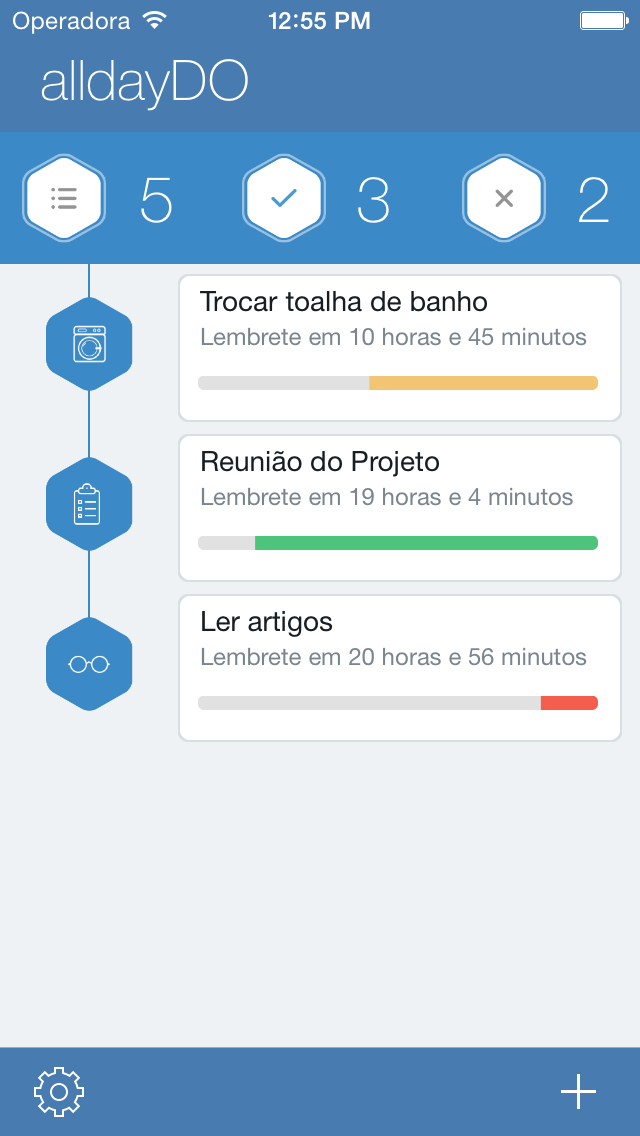 Operadora 12:55 PM
alldayDO
5 3 2
Trocar toalha de banho
Lembrete em 10 horas e 45 minutos
Reunião do Projeto
Lembrete em 19 horas e 4 minutos
Ler artigos
Lembrete em 20 horas e 56 minutos